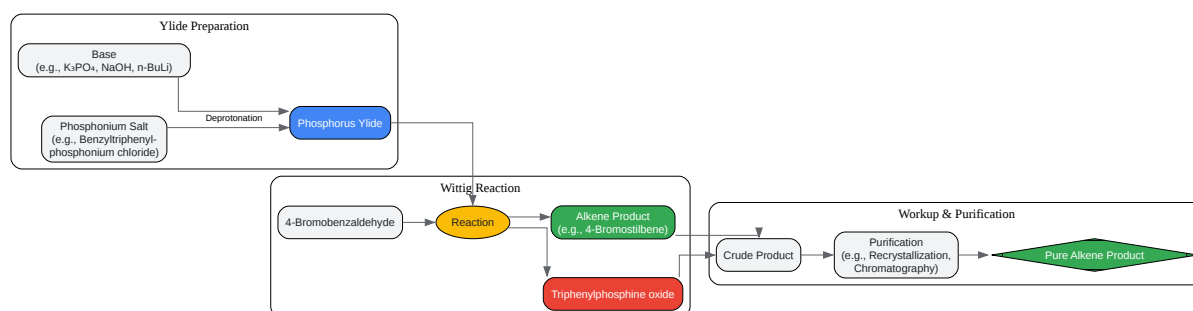 Ylide Preparation
Base
(e.g., K₃PO₄, NaOH, n-BuLi)
Deprotonation
Phosphorus Ylide
Phosphonium Salt
(e.g., Benzyltriphenyl-
phosphonium chloride)
Wittig Reaction
4-Bromobenzaldehyde
Reaction
Alkene Product
(e.g., 4-Bromostilbene)
Triphenylphosphine oxide
Workup & Purification
Crude Product
Purification
(e.g., Recrystallization,
Chromatography)
Pure Alkene Product